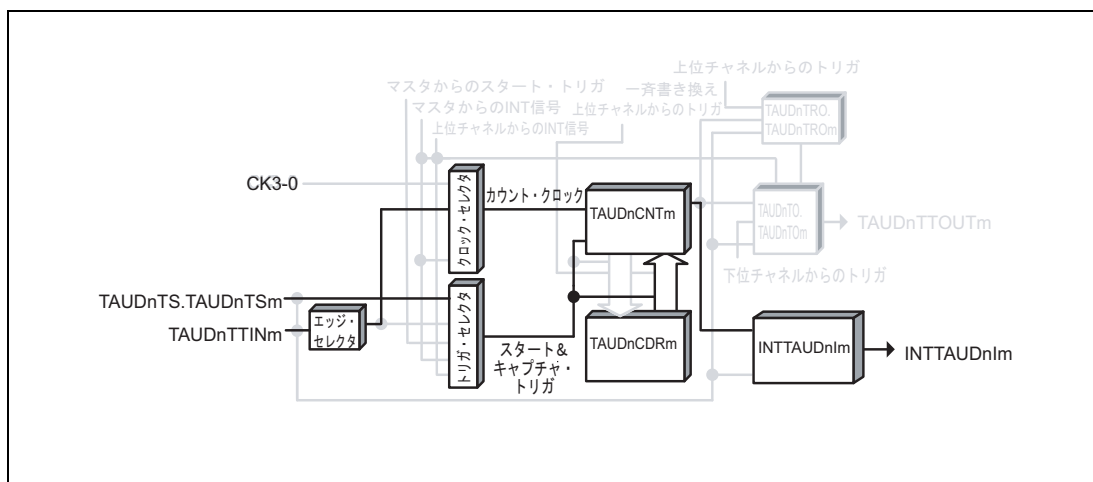 上位チャネルからのトリガ
マスタからのスタート・トリガ
一斉書き換え
マスタからのINT信号
上位チャネルからのトリガ
上位チャネルからのINT信号
TAUDnTRO.
TAUDnTROm
CK3-0
クロック・セレクタ
カウント・クロック
TAUDnCNTm
TAUDnTO.
TAUDnTOm
TAUDnTTOUTm
下位チャネルからのトリガ
TAUDnTS.TAUDnTSm
TAUDnTTINm
エッジ・
セレクタ
トリガ・セレクタ
スタート&
キャプチャ・
トリガ
TAUDnCDRm
INTTAUDnIm
INTTAUDnIm